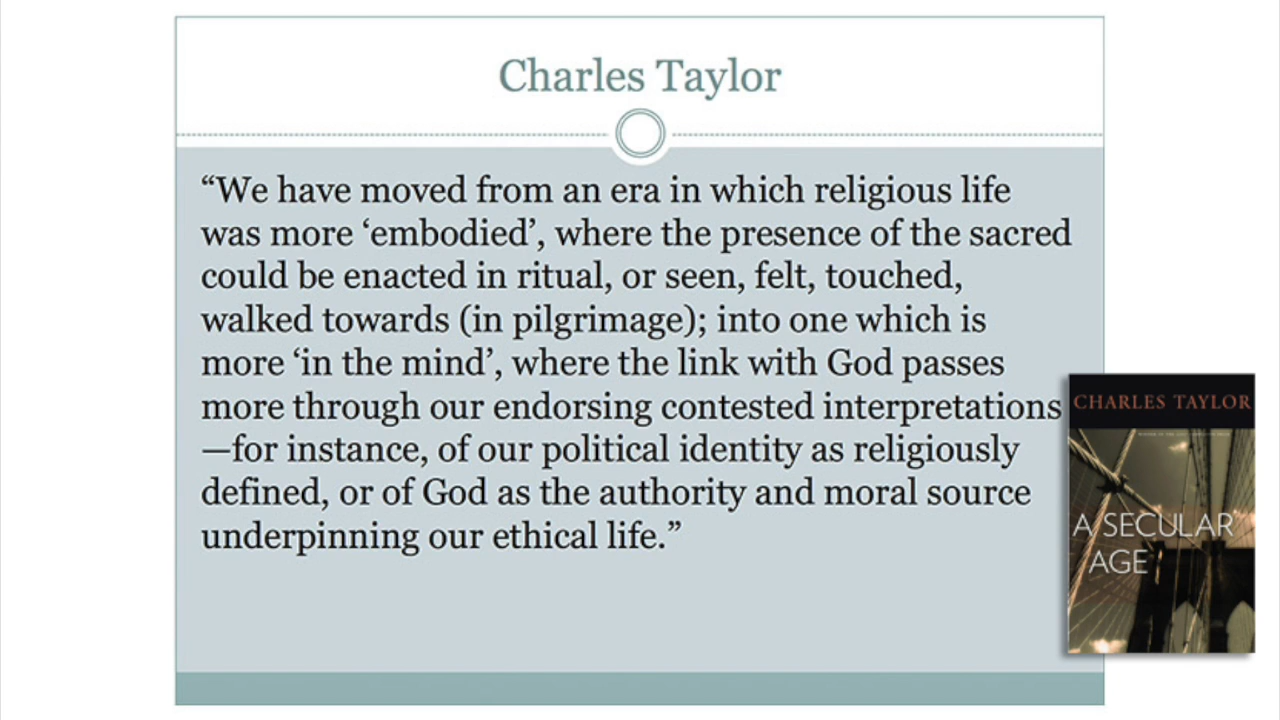 Charles Taylor
“We have moved from an era in which religious life
was more ‘embodied’, where the presence of the sacred
could be enacted in ritual, or seen, felt, touched,
walked towards (in pilgrimage); into one which is
more ‘in the mind’, where the link with God passes
more through our endorsing contested interpretations
—for instance, of our political identity as religiously
defined, or of God as the authority and moral source
underpinning our ethical life.”
CHARLES TAYLOR
A SECULAR
AGE